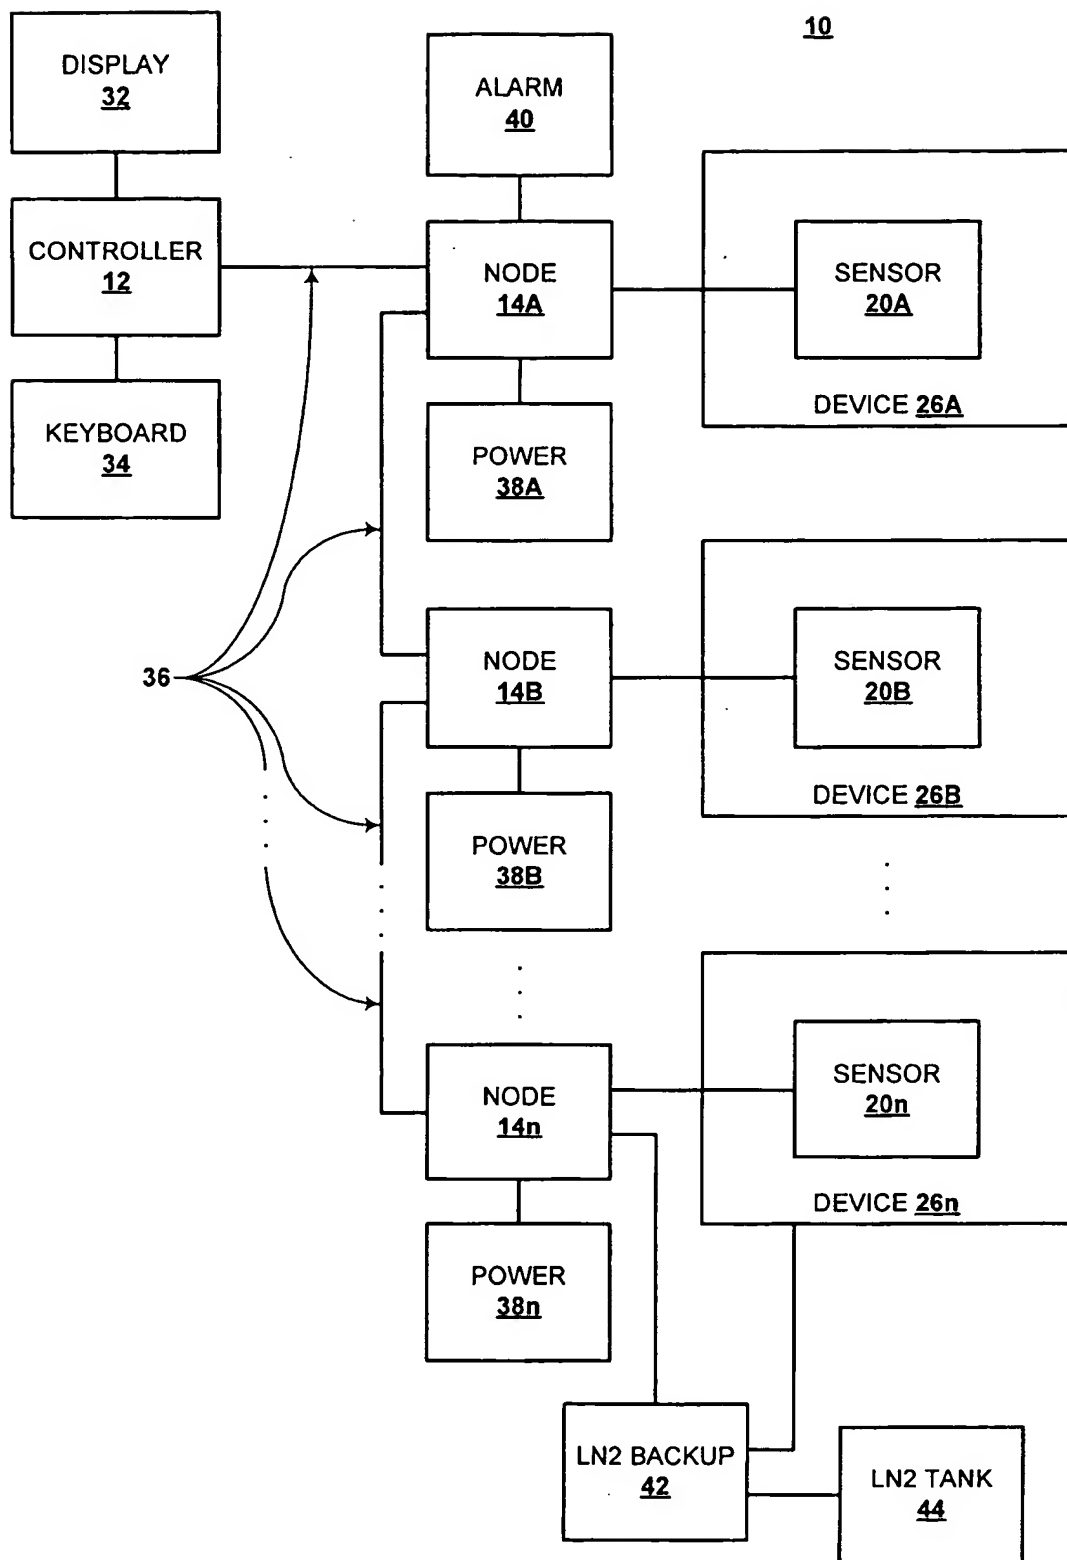 10
DISPLAY
32
ALARM
40
CONTROLLER
12
NODE
14A
SENSOR
20A
DEVICE 26A
KEYBOARD
34
POWER
38A
36
NODE
14B
SENSOR
20B
DEVICE 26B
POWER
38B
NODE
14n
SENSOR
20n
DEVICE 26n
POWER
38n
LN2 BACKUP
42
LN2 TANK
44